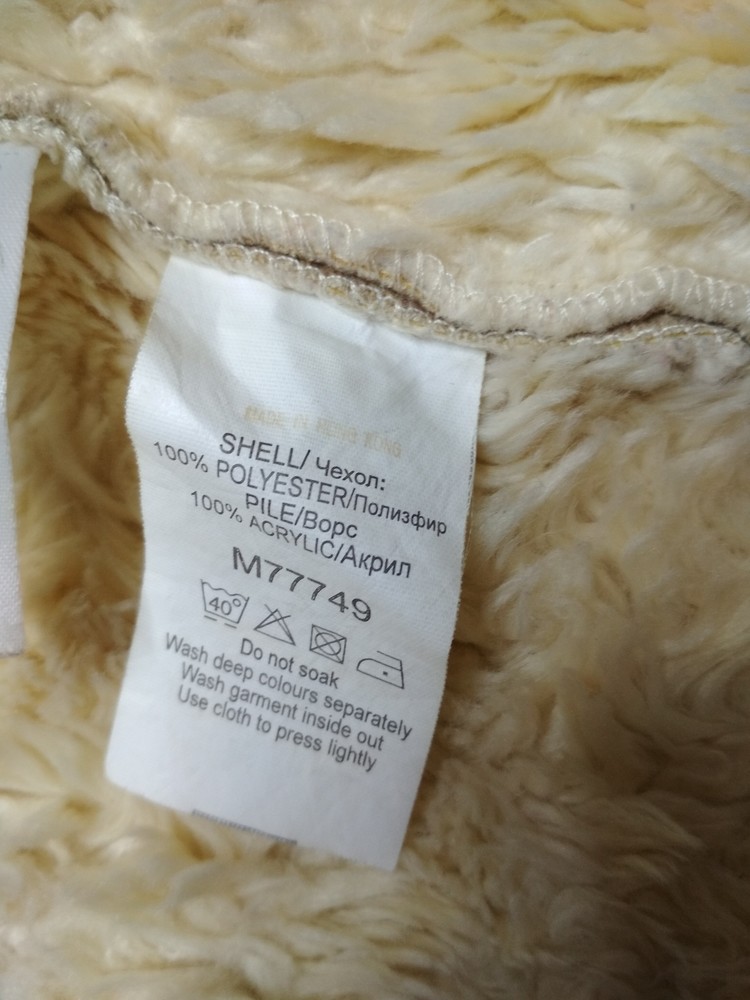 MADE IN HONG KONG
SHELL/ Чехол:
100% POLYESTER/Полизфир
PILE/Ворс
100% ACRYLIC/Акрил
M77749
40°
Do not soak
Wash deep colours separately
Wash garment inside out
Use cloth to press lightly